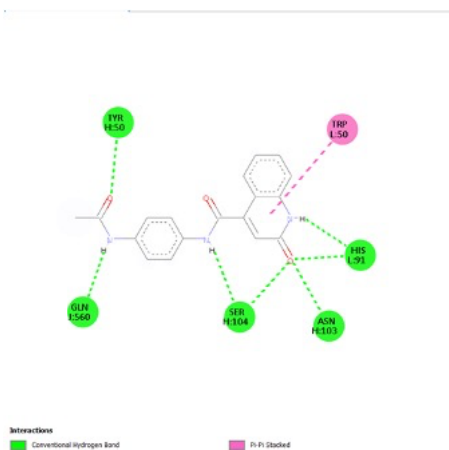 TYR
H:50
TRP
L:50
O
O
N
H
HIS
L:91
N
H
N
H
O
GLN
I:560
SER
H:104
ASN
H:103
Interactions
Conventional Hydrogen Bond
Pi-Pi Stacked